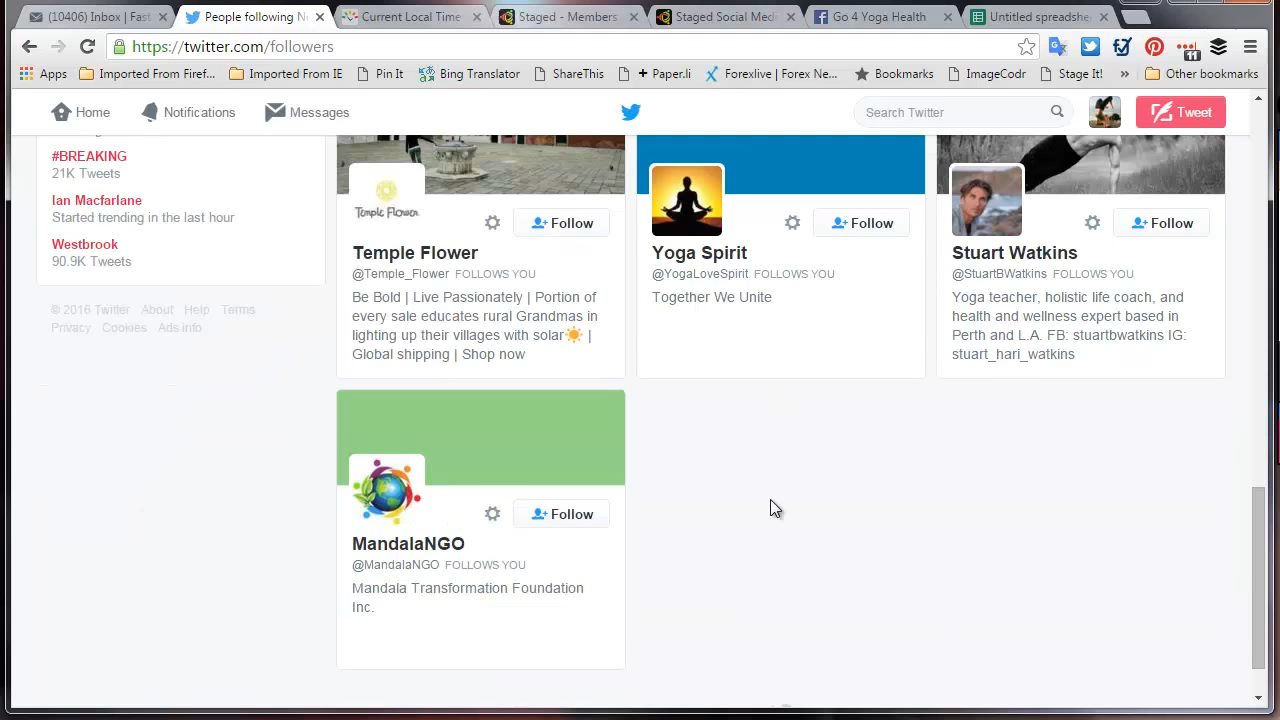 (10406) Inbox | Fast
People following N
Current Local Time
Staged - Members
Staged Social Medi
Go 4 Yoga Health
Untitled spreadshe
https://twitter.com/followers
11
Apps
Imported From Firef...
Imported From IE
Pin It
Bing Translator
ShareThis
+ Paper.li
Forexlive | Forex Ne...
Bookmarks
ImageCodr
Stage It!
»
Other bookmarks
Home
Notifications
Messages
Search Twitter
Tweet
#BREAKING
21K Tweets
Ian Macfarlane
Started trending in the last hour
Westbrook
90.9K Tweets
© 2016 Twitter About Help Terms
Privacy Cookies Ads info
Temple Flower
Follow
Temple Flower
@Temple_Flower FOLLOWS YOU
Be Bold | Live Passionately | Portion of
every sale educates rural Grandmas in
lighting up their villages with solar☀️ |
Global shipping | Shop now
Follow
Yoga Spirit
@YogaLoveSpirit FOLLOWS YOU
Together We Unite
Follow
Stuart Watkins
@StuartBWatkins FOLLOWS YOU
Yoga teacher, holistic life coach, and
health and wellness expert based in
Perth and L.A. FB: stuartbwatkins IG:
stuart_hari_watkins
Follow
MandalaNGO
@MandalaNGO FOLLOWS YOU
Mandala Transformation Foundation
Inc.